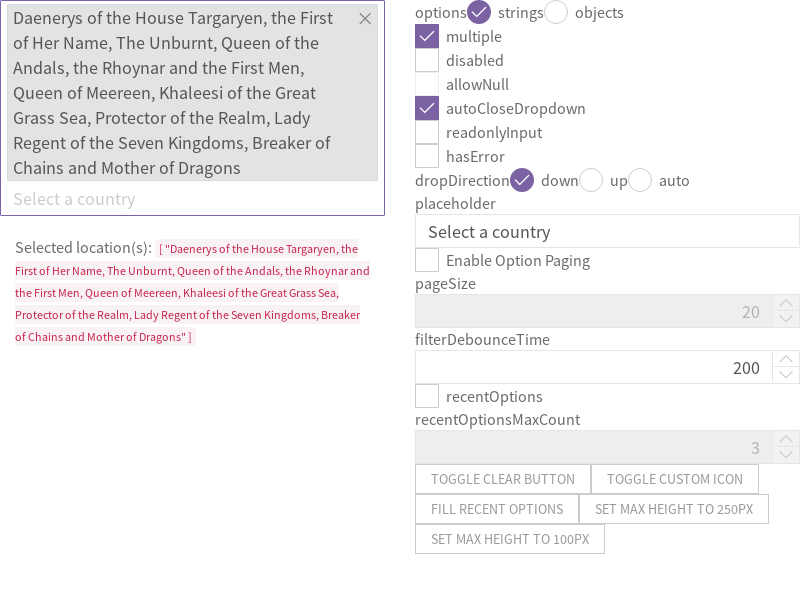 Daenerys of the House Targaryen, the First
of Her Name, The Unburnt, Queen of the
Andals, the Rhoynar and the First Men,
Queen of Meereen, Khaleesi of the Great
Grass Sea, Protector of the Realm, Lady
Regent of the Seven Kingdoms, Breaker of
Chains and Mother of Dragons
Select a country
Selected location(s): [ "Daenerys of the House Targaryen, the
First of Her Name, The Unburnt, Queen of the Andals, the Rhoynar and
the First Men, Queen of Meereen, Khaleesi of the Great Grass Sea,
Protector of the Realm, Lady Regent of the Seven Kingdoms, Breaker
of Chains and Mother of Dragons" ]
options strings objects
multiple
disabled
allowNull
autoCloseDropdown
readonlyInput
hasError
dropDirection down up auto
placeholder
Select a country
Enable Option Paging
pageSize
20
filterDebounceTime
200
recentOptions
recentOptionsMaxCount
3
TOGGLE CLEAR BUTTON TOGGLE CUSTOM ICON
FILL RECENT OPTIONS SET MAX HEIGHT TO 250PX
SET MAX HEIGHT TO 100PX